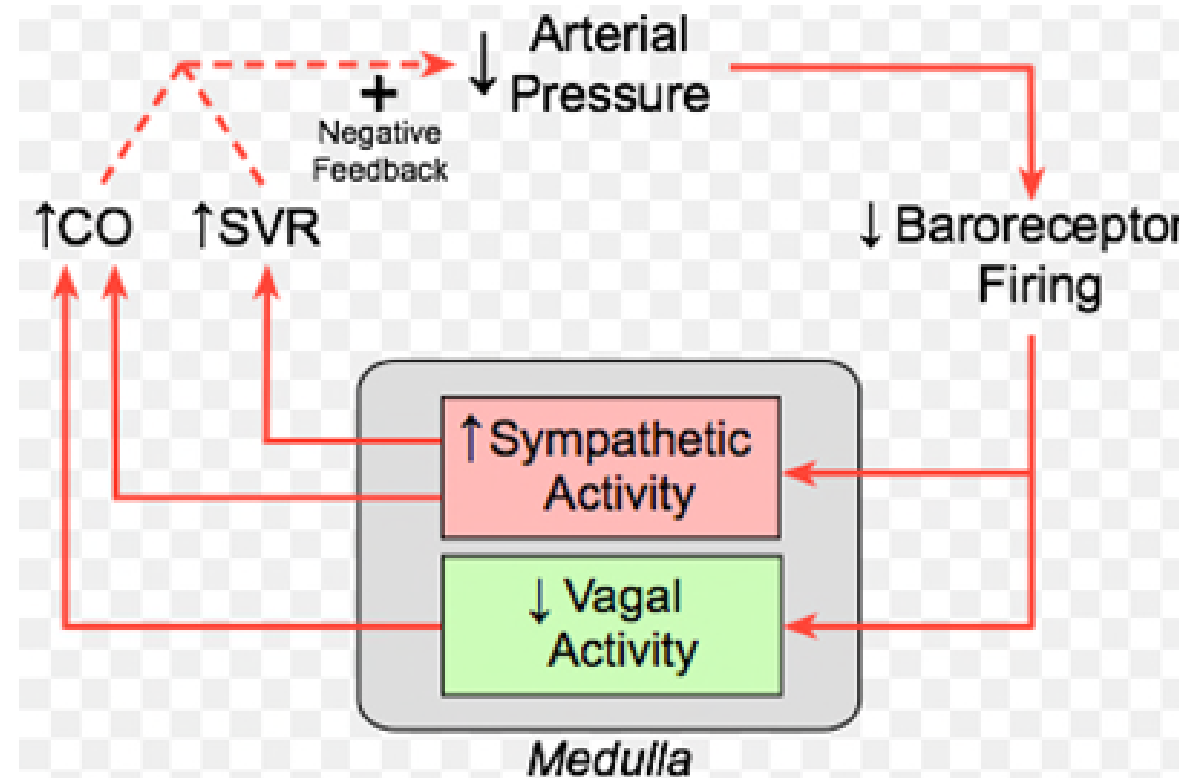 ↓ Arterial
Pressure
+
Negative
Feedback
↑CO
↑SVR
↓ Baroreceptor
Firing
↑Sympathetic
Activity
↓ Vagal
Activity
Medulla